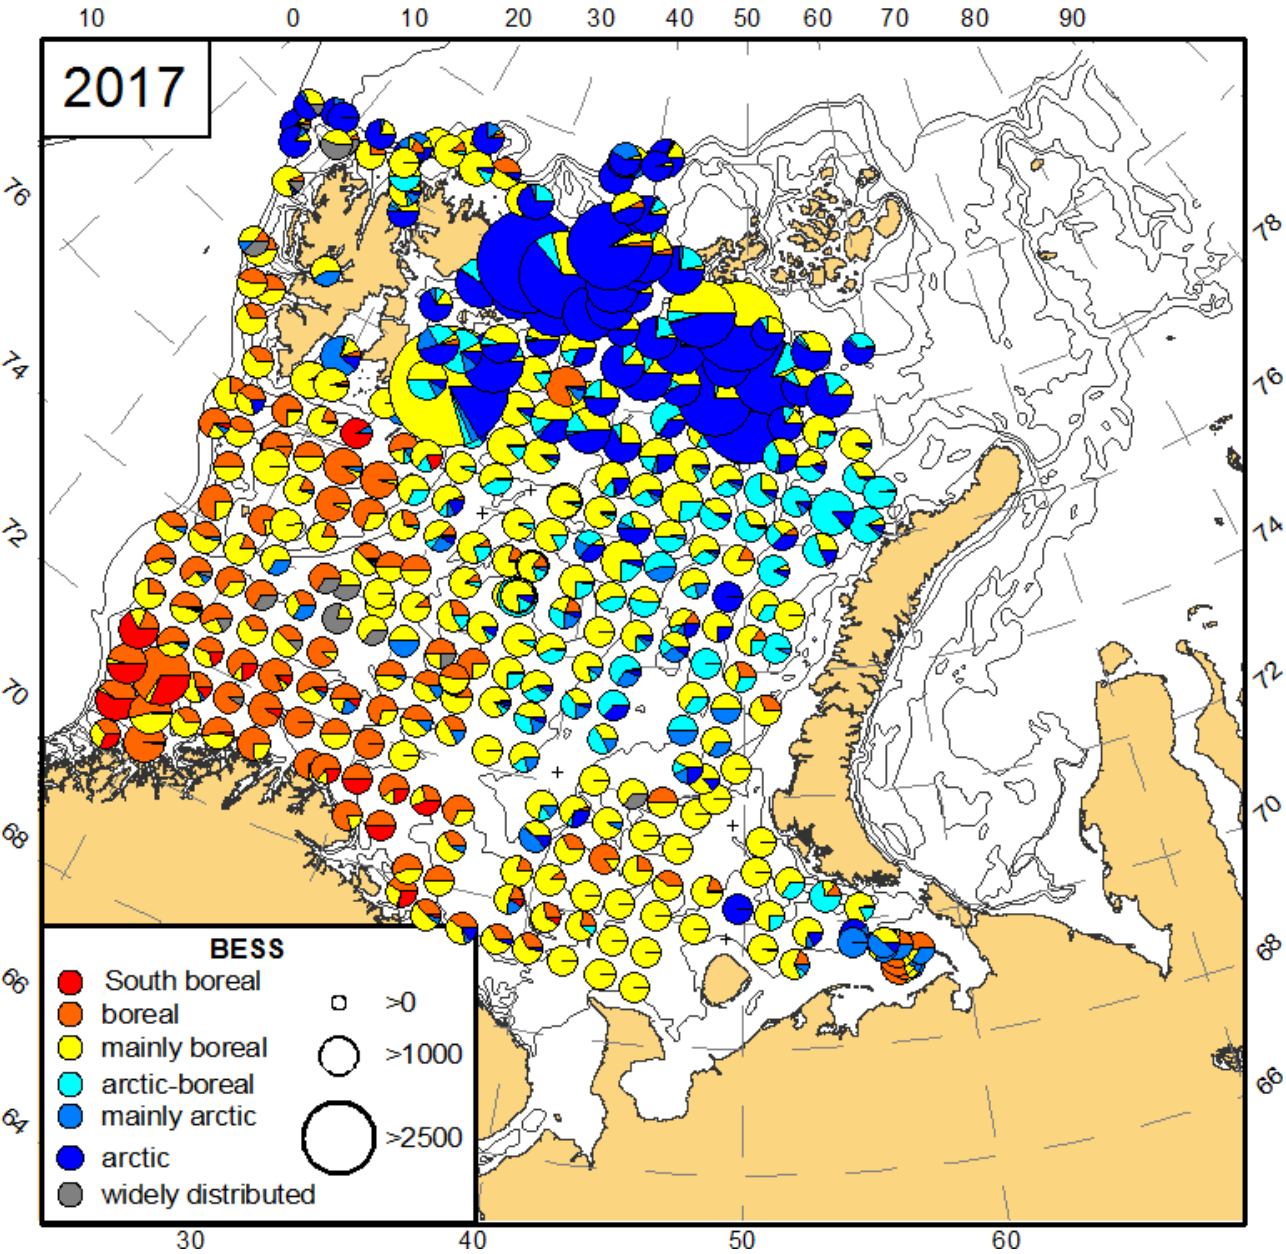 10 0 10 20 30 40 50 60 70 80 90
2017
76
74
72
70
68
66
64
78
76
74
72
70
68
66
BESS
South boreal
boreal
mainly boreal
arctic-boreal
mainly arctic
arctic
widely distributed
>0
>1000
>2500
30 40 50 60